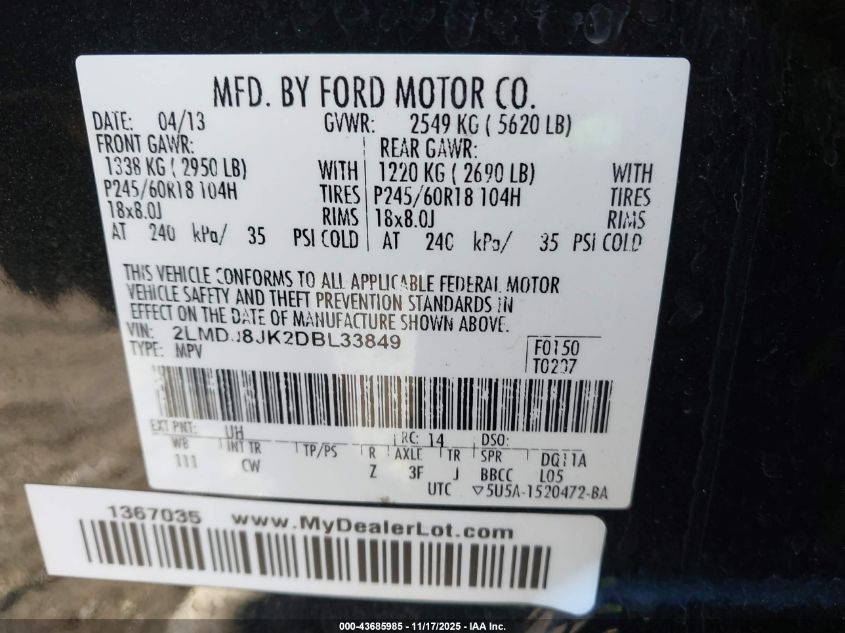 MFD. BY FORD MOTOR CO.
DATE: 04/13 GVWR: 2549 KG ( 5620 LB)
FRONT GAWR: REAR GAWR:
1338 KG ( 2950 LB) WITH 1220 KG ( 2690 LB) WITH
P245/60R18 104H TIRES P245/60R18 104H TIRES
18x8.0J RIMS 18x8.0J RIMS
AT 240 kPa/ 35 PSI COLD AT 240 kPa/ 35 PSI COLD
THIS VEHICLE CONFORMS TO ALL APPLICABLE FEDERAL MOTOR
VEHICLE SAFETY AND THEFT PREVENTION STANDARDS IN
EFFECT ON THE DATE OF MANUFACTURE SHOWN ABOVE.
VIN: 2LMDJ8JK2DBL33849 F0150
TYPE: MPV T0207
EXT PNT: UH RC: 14 DSO:
WB INT TR TP/PS R AXLE TR SPR DQ11A
111 CW Z 3F J BBCC L05
UTC ▽5U5A-1520472-BA
1367035 www.MyDealerLot.com
000-43685985 - 11/17/2025 - IAA Inc.